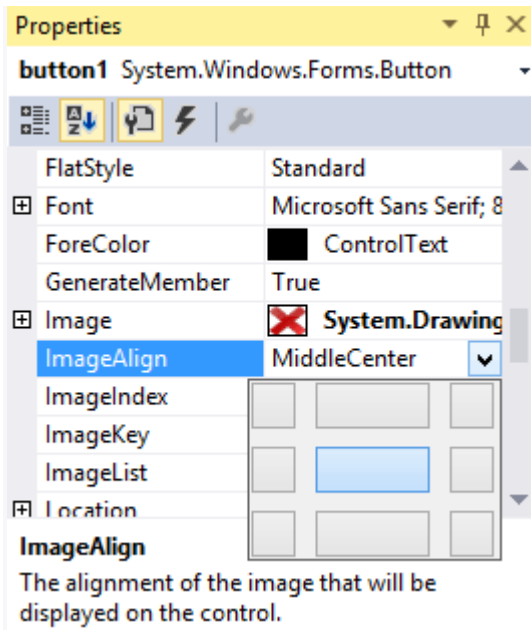 Properties
button1 System.Windows.Forms.Button
FlatStyle Standard
Font Microsoft Sans Serif; 8
ForeColor ControlText
GenerateMember True
Image System.Drawing
ImageAlign MiddleCenter
ImageIndex
ImageKey
ImageList
Location
ImageAlign
The alignment of the image that will be
displayed on the control.